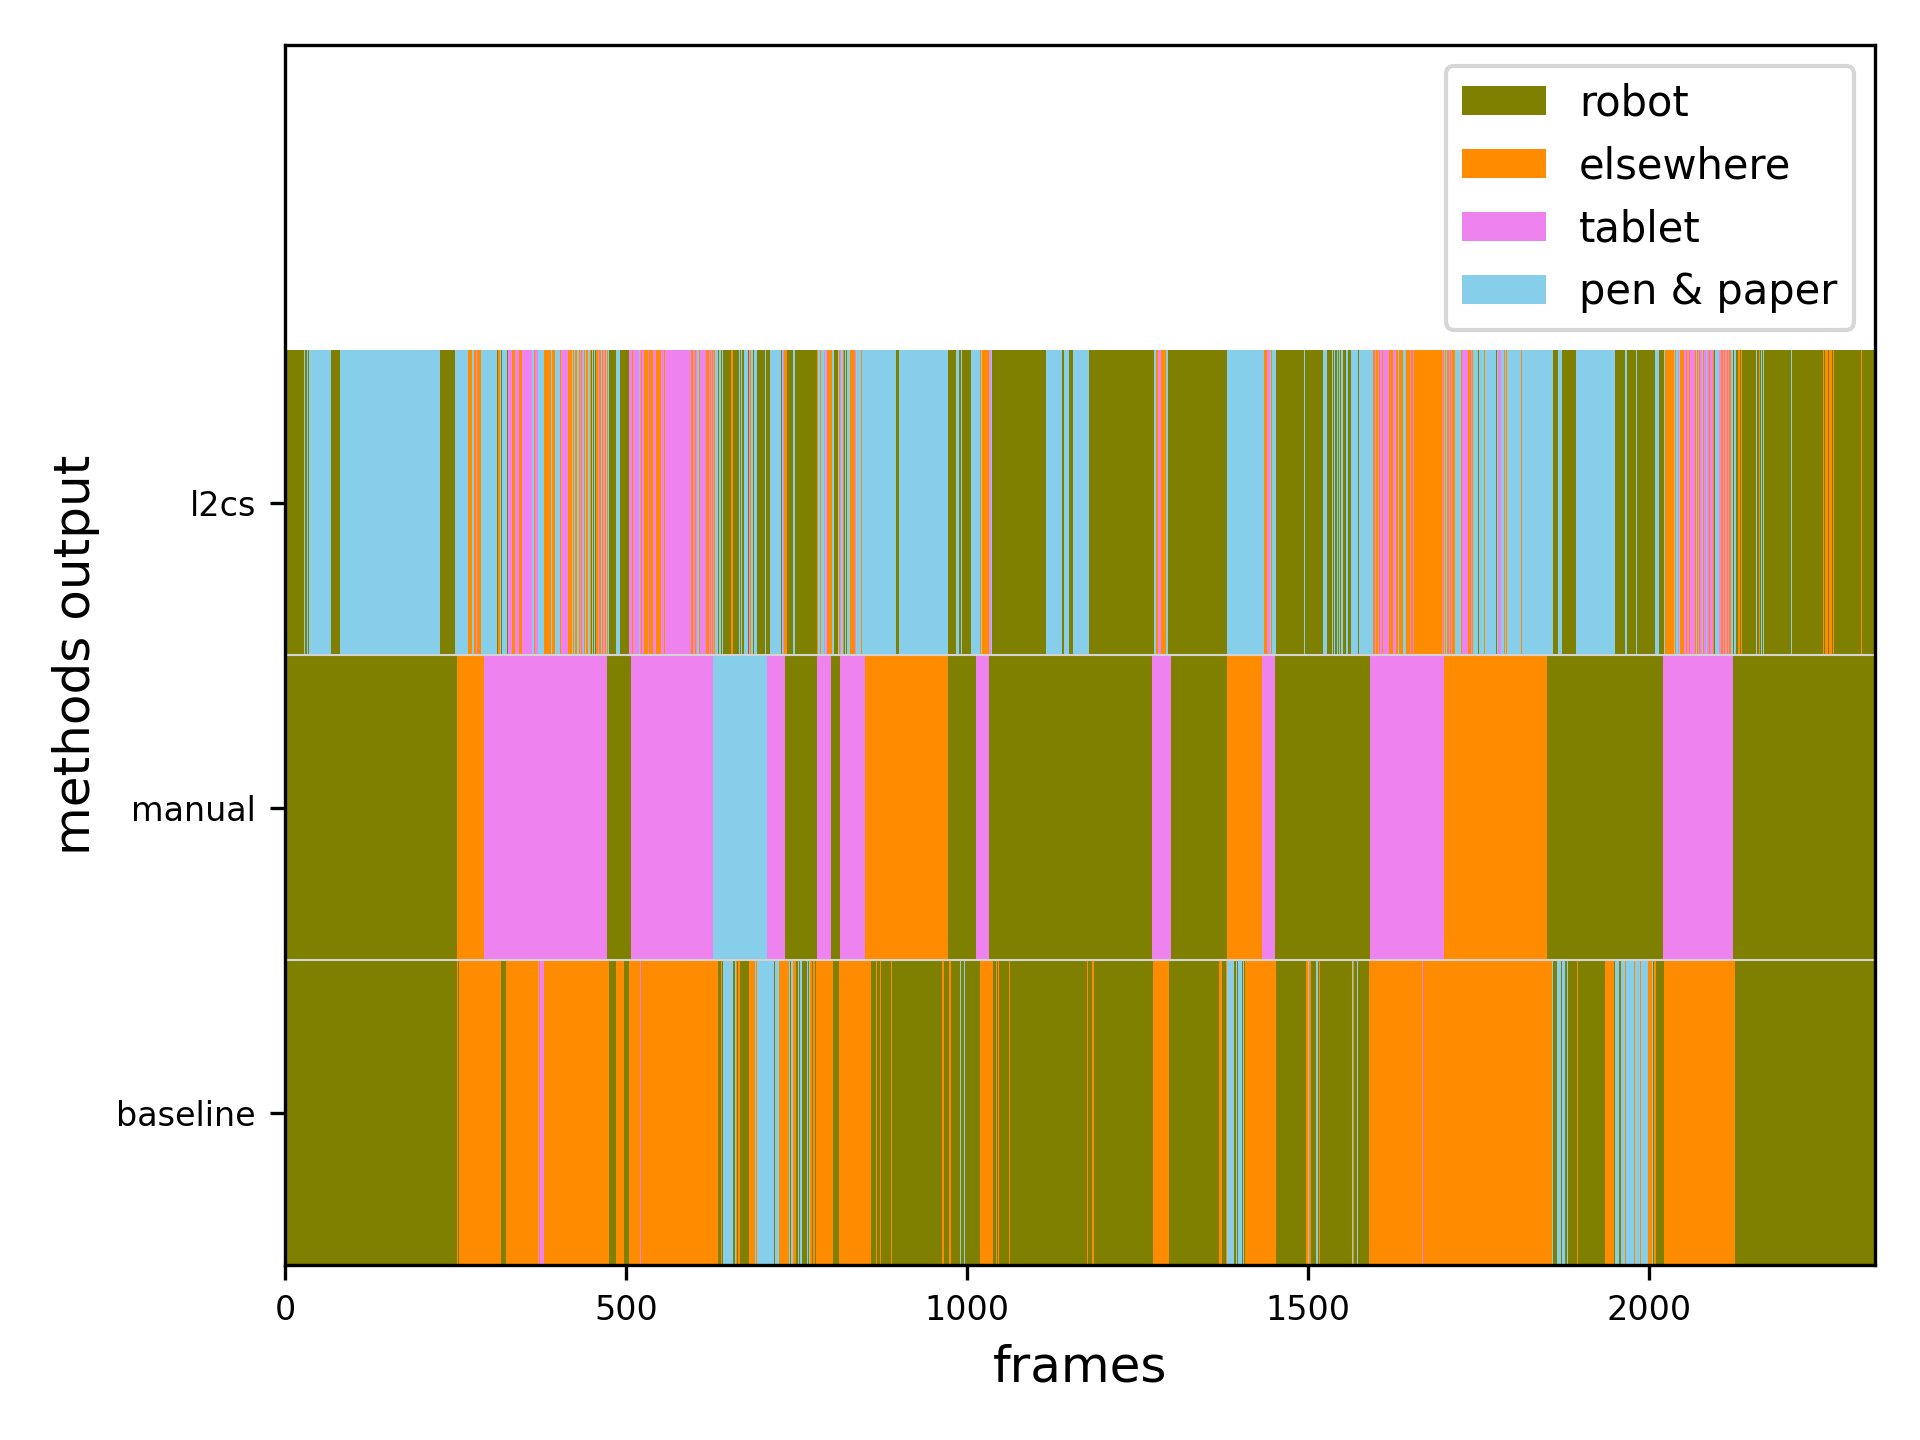 robot
elsewhere
tablet
pen & paper
methods output
l2cs
manual
baseline
0 500 1000 1500 2000
frames